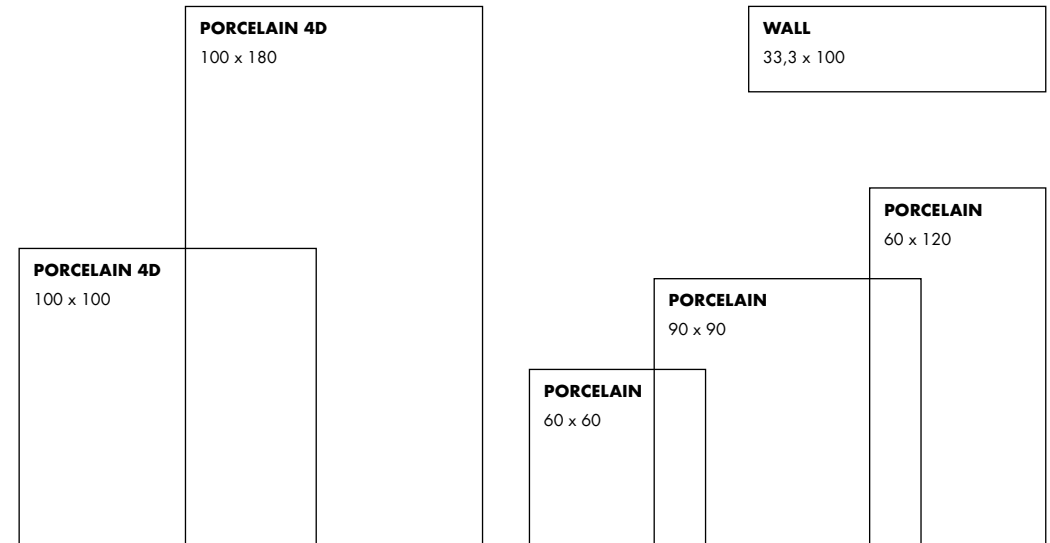 PORCELAIN 4D
100 x 180
WALL
33,3 x 100
PORCELAIN
60 x 120
PORCELAIN 4D
100 x 100
PORCELAIN
90 x 90
PORCELAIN
60 x 60